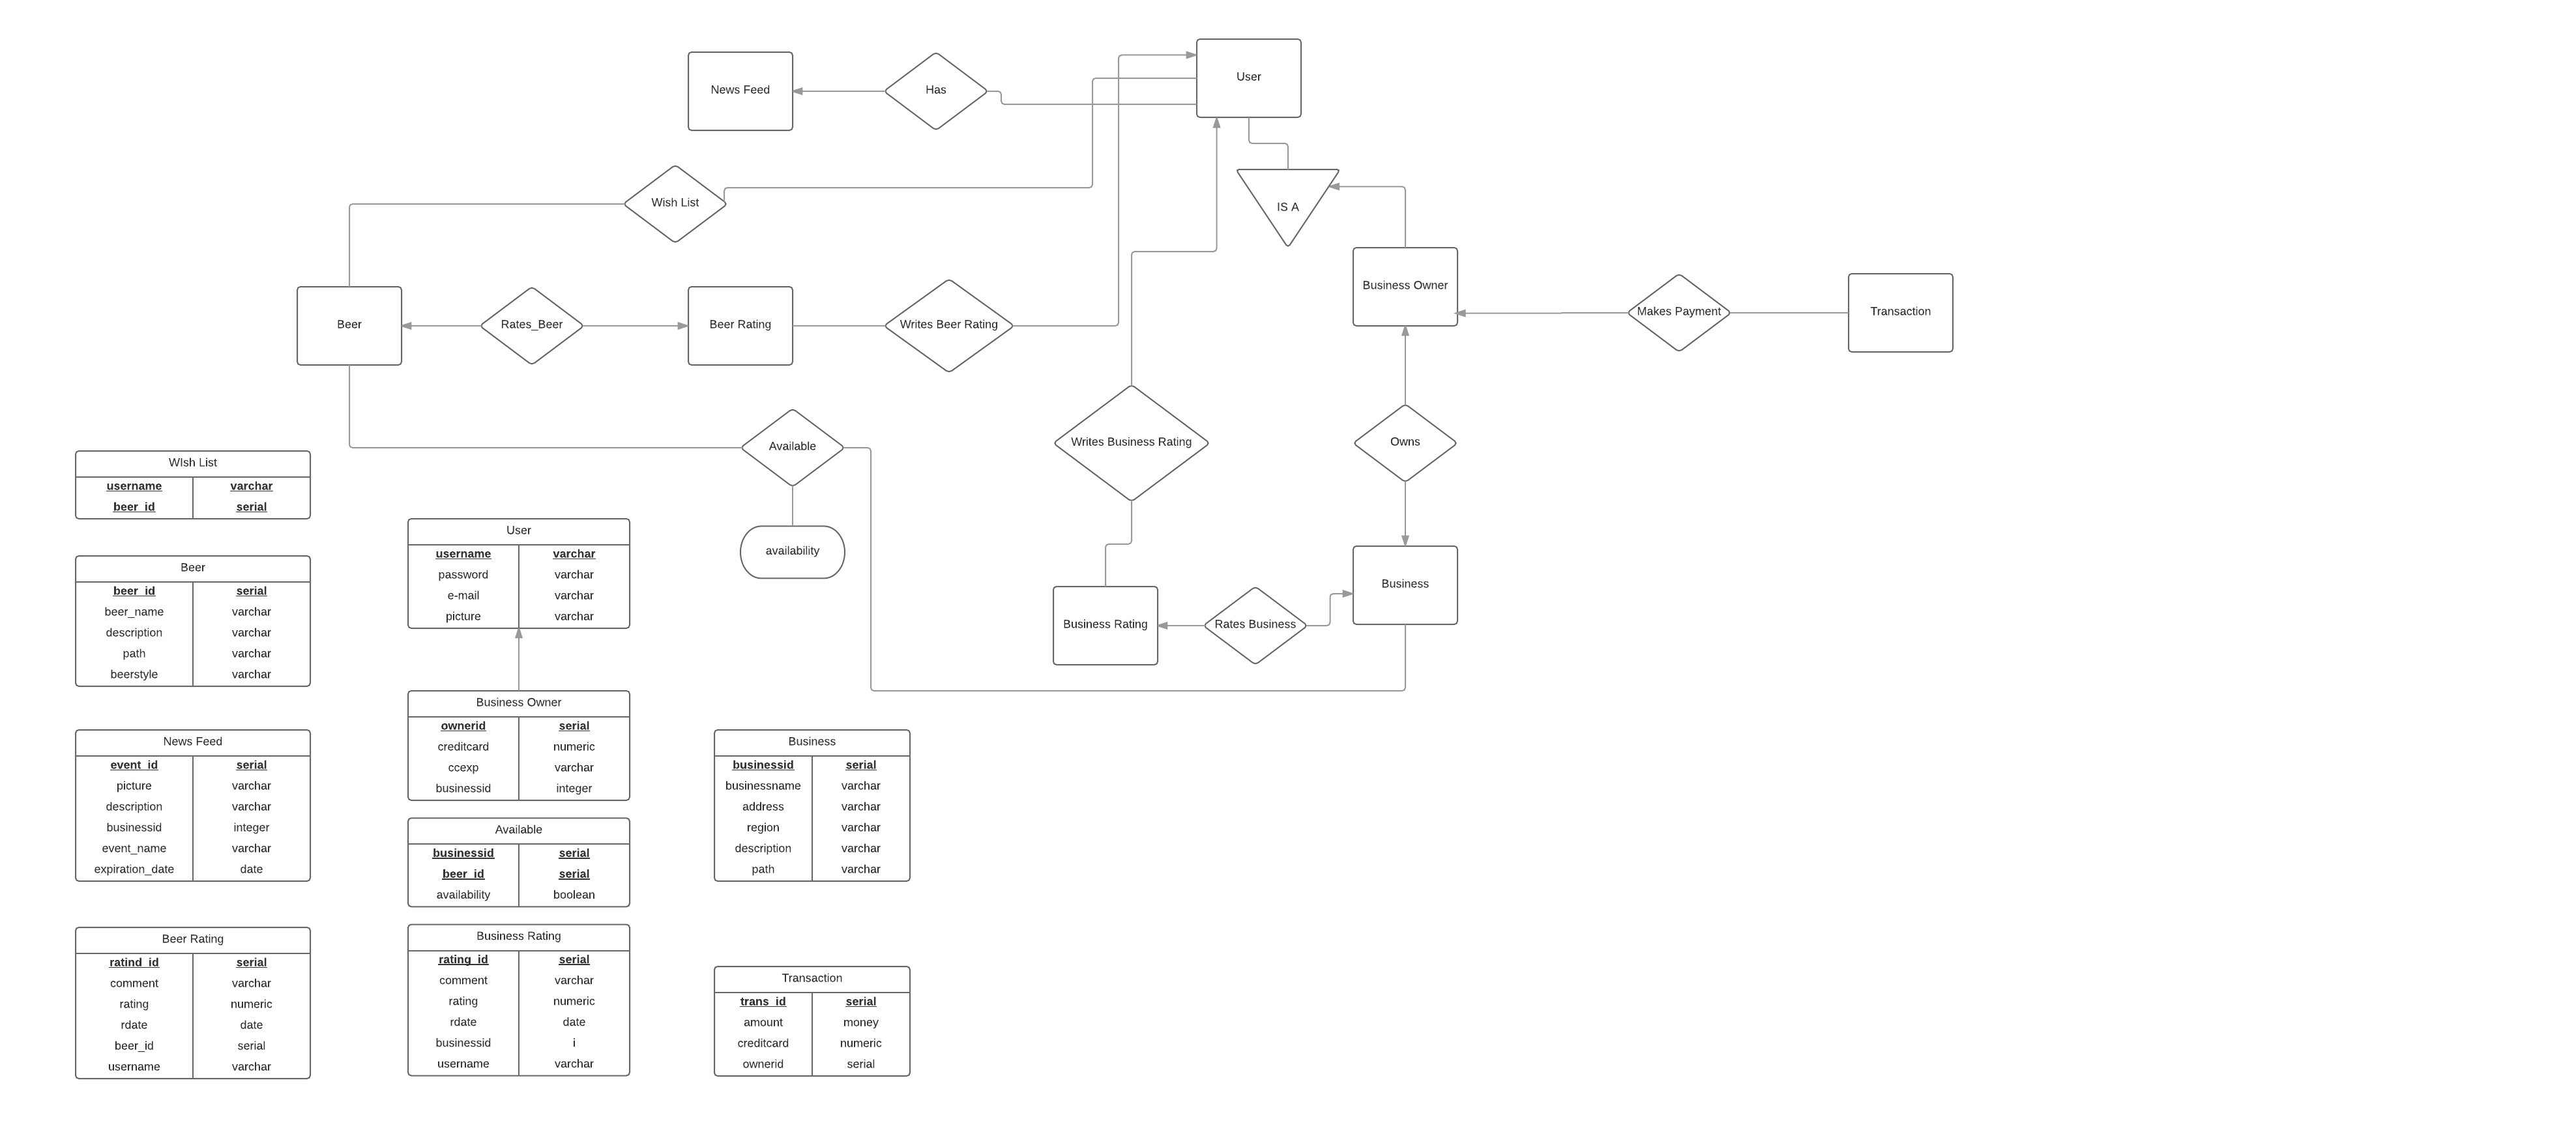 User
News Feed
Has
Wish List
IS A
Business Owner
Makes Payment
Transaction
Beer
Rates_Beer
Beer Rating
Writes Beer Rating
Available
Writes Business Rating
Owns
availability
Business
Business Rating
Rates Business
WIsh List
username varchar
beer_id serial
Beer
beer_id serial
beer_name varchar
description varchar
path varchar
beerstyle varchar
News Feed
event_id serial
picture varchar
description varchar
businessid integer
event_name varchar
expiration_date date
Beer Rating
ratind_id serial
comment varchar
rating numeric
rdate date
beer_id serial
username varchar
User
username varchar
password varchar
e-mail varchar
picture varchar
Business Owner
ownerid serial
creditcard numeric
ccexp varchar
businessid integer
Available
businessid serial
beer_id serial
availability boolean
Business Rating
rating_id serial
comment varchar
rating numeric
rdate date
businessid i
username varchar
Business
businessid serial
businessname varchar
address varchar
region varchar
description varchar
path varchar
Transaction
trans_id serial
amount money
creditcard numeric
ownerid serial